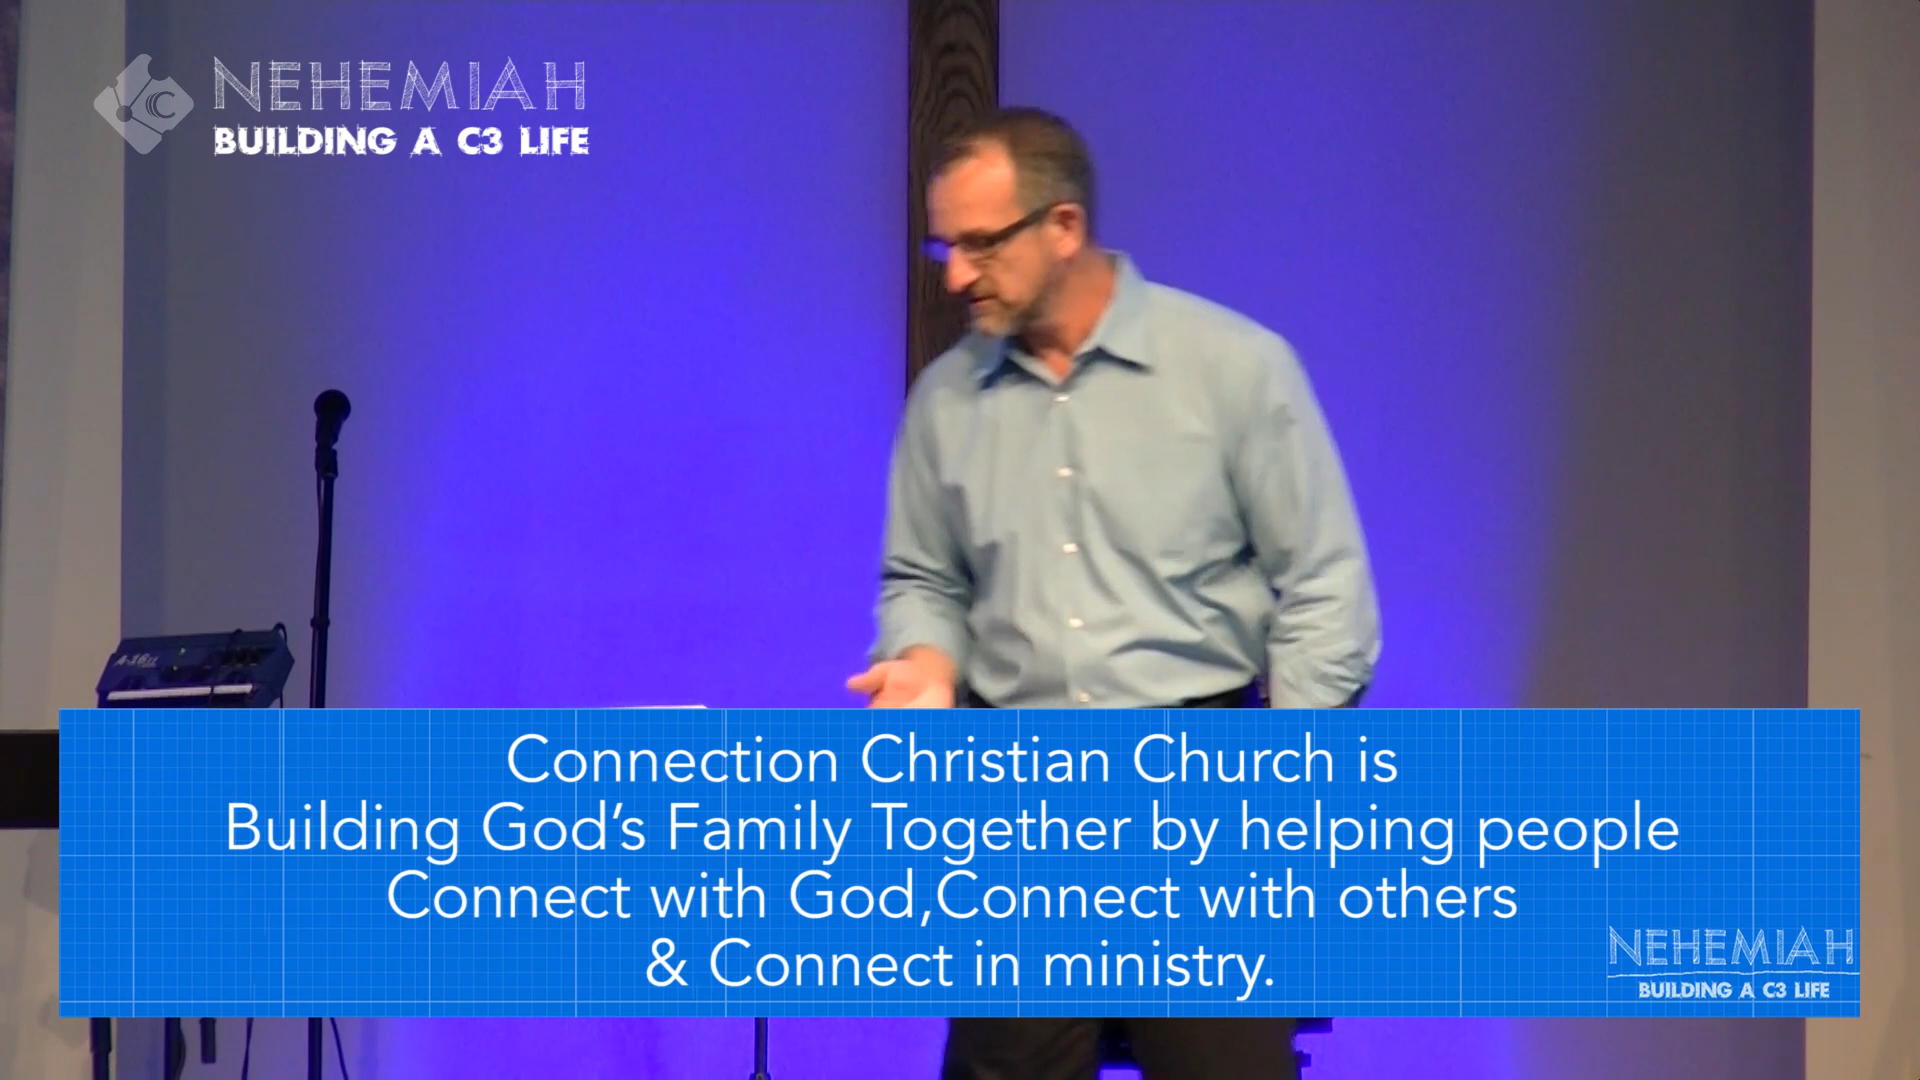 NEHEMIAH
BUILDING A C3 LIFE
A-16II
Connection Christian Church is
Building God’s Family Together by helping people
Connect with God,Connect with others
& Connect in ministry.
NEHEMIAH
BUILDING A C3 LIFE